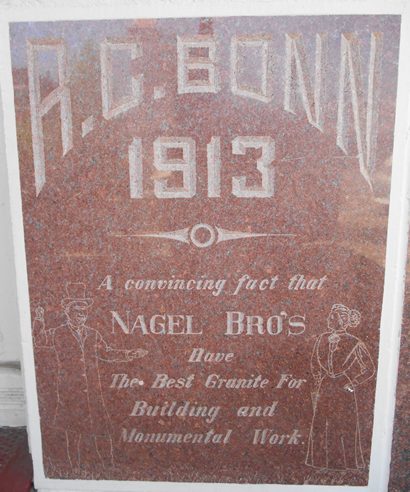 A. C. BONN
1913
A convincing fact that
NAGEL BRO'S
Have
The Best Granite For
Building and
Monumental Work.